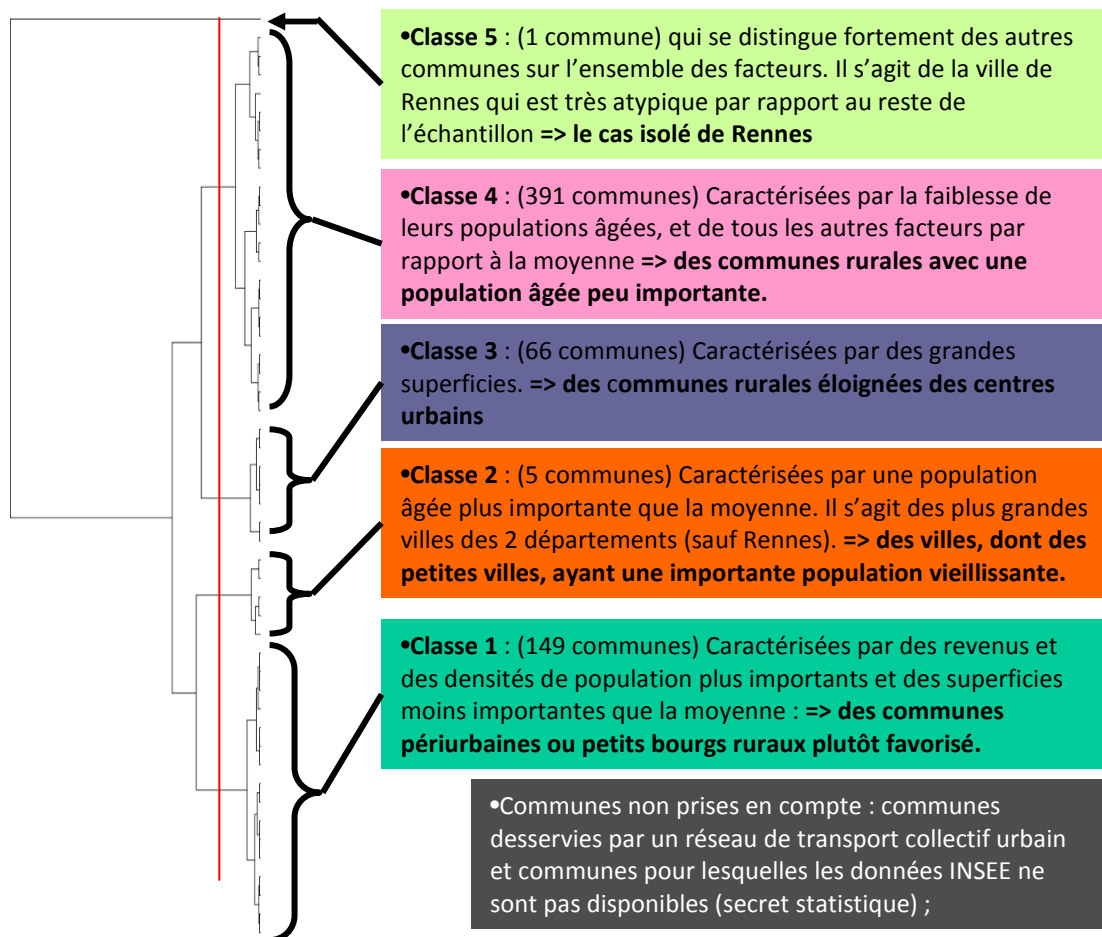 •Classe 5 : (1 commune) qui se distingue fortement des autres
communes sur l’ensemble des facteurs. Il s’agit de la ville de
Rennes qui est très atypique par rapport au reste de
l’échantillon => le cas isolé de Rennes
•Classe 4 : (391 communes) Caractérisées par la faiblesse de
leurs populations âgées, et de tous les autres facteurs par
rapport à la moyenne => des communes rurales avec une
population âgée peu importante.
•Classe 3 : (66 communes) Caractérisées par des grandes
superficies. => des communes rurales éloignées des centres
urbains
•Classe 2 : (5 communes) Caractérisées par une population
âgée plus importante que la moyenne. Il s’agit des plus grandes
villes des 2 départements (sauf Rennes). => des villes, dont des
petites villes, ayant une importante population vieillissante.
•Classe 1 : (149 communes) Caractérisées par des revenus et
des densités de population plus importants et des superficies
moins importantes que la moyenne : => des communes
périurbaines ou petits bourgs ruraux plutôt favorisé.
•Communes non prises en compte : communes
desservies par un réseau de transport collectif urbain
et communes pour lesquelles les données INSEE ne
sont pas disponibles (secret statistique) ;